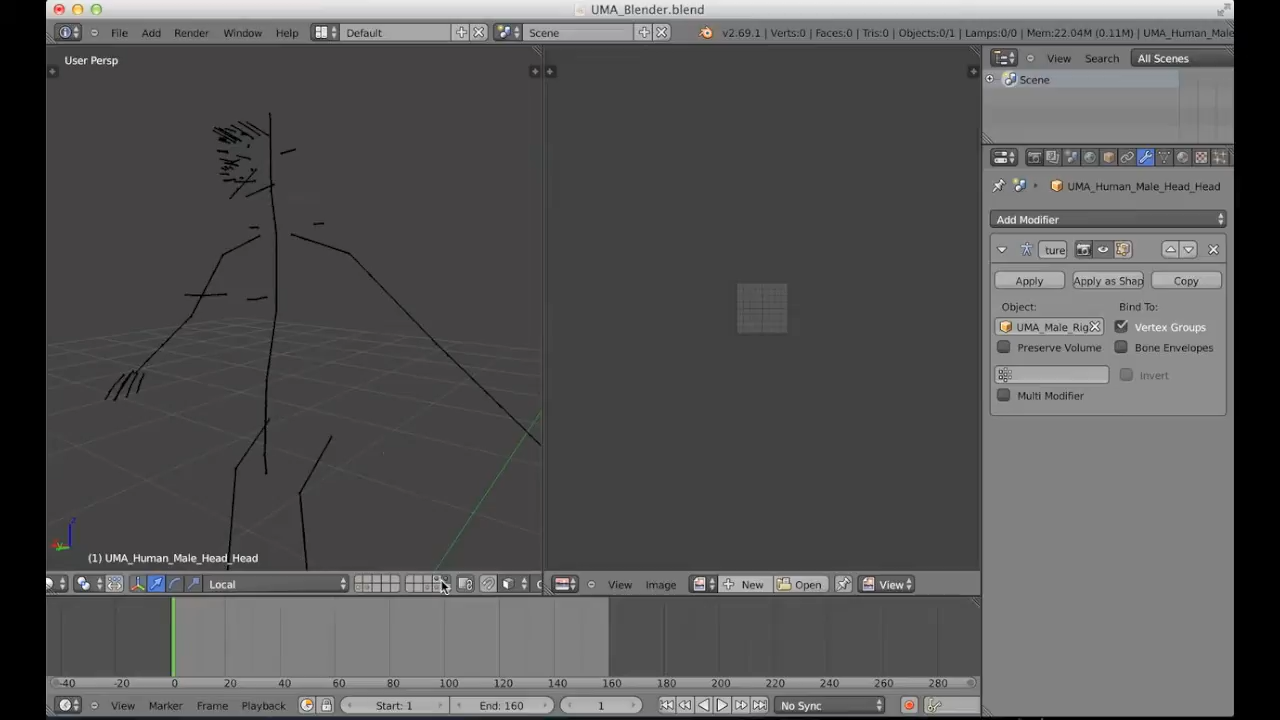 UMA_Blender.blend
File Add Render Window Help Default Scene v2.69.1 | Verts:0 | Faces:0 | Tris:0 | Objects:0/1 | Lamps:0/0 | Mem:22.04M (0.11M) | UMA_Human_Male
User Persp
View Search All Scenes
Scene
UMA_Human_Male_Head_Head
Add Modifier
ture
Apply Apply as Shap Copy
Object: Bind To:
UMA_Male_Rig Vertex Groups
Preserve Volume Bone Envelopes
Invert
Multi Modifier
(1) UMA_Human_Male_Head_Head
Local View Image New Open View
-40 -20 0 20 40 60 80 100 120 140 160 180 200 220 240 260 280
View Marker Frame Playback Start: 1 End: 160 1 No Sync